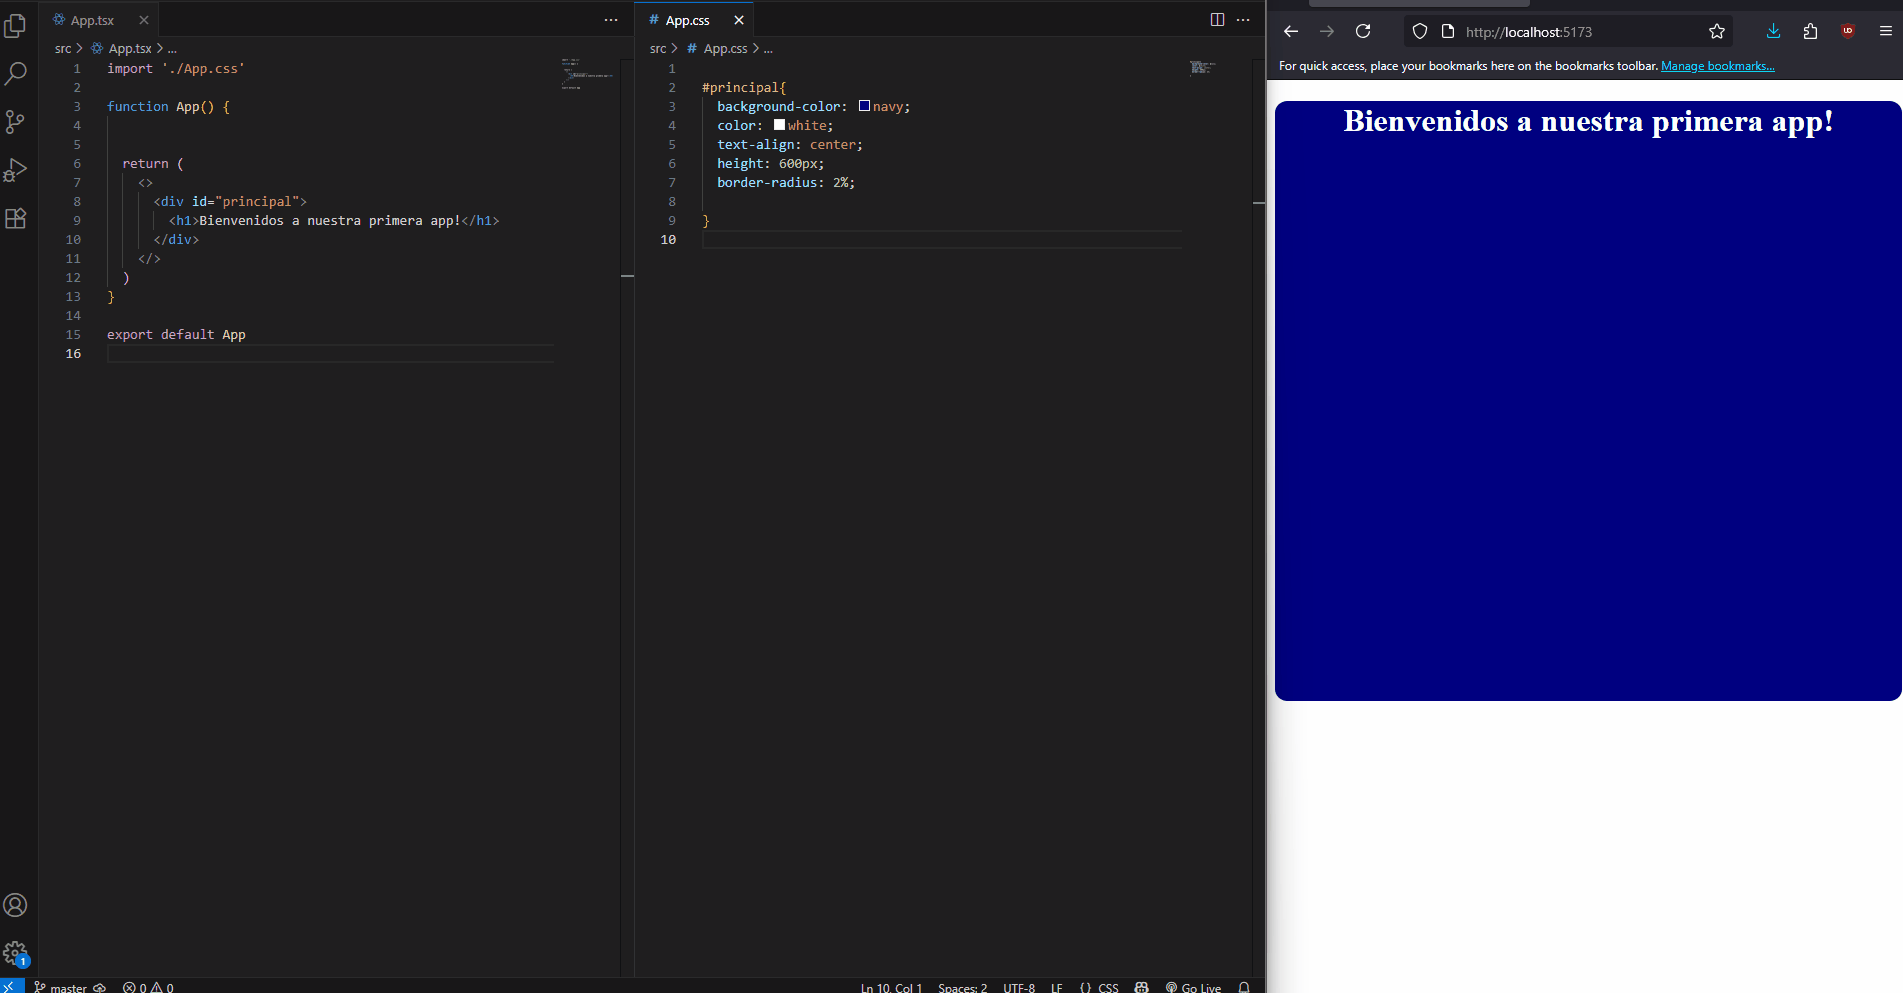 App.tsx
src > App.tsx > ...
1 import './App.css'
2
3 function App() {
4
5
6 return (
7 <>
8 <div id="principal">
9 <h1>Bienvenidos a nuestra primera app!</h1>
10 </div>
11 </>
12 )
13 }
14
15 export default App
16
# App.css
src > # App.css > ...
1
2 #principal{
3 background-color: navy;
4 color: white;
5 text-align: center;
6 height: 600px;
7 border-radius: 2%;
8
9 }
10
http://localhost:5173
For quick access, place your bookmarks here on the bookmarks toolbar. Manage bookmarks...
Bienvenidos a nuestra primera app!
1
master 0 0 Ln 10, Col 1 Spaces: 2 UTF-8 LF {} CSS Go Live